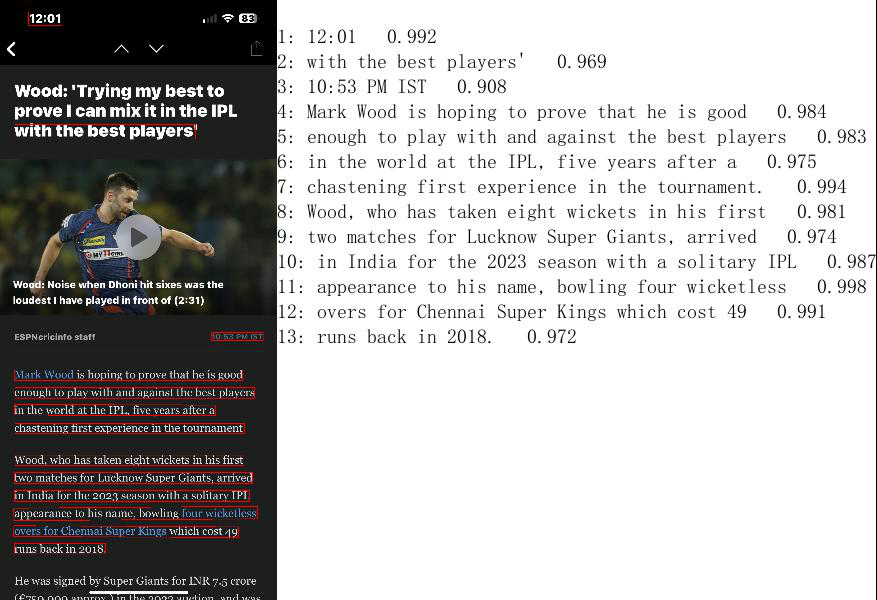 12:01
83
Wood: 'Trying my best to
prove I can mix it in the IPL
with the best players'
MY11
Wood: Noise when Dhoni hit sixes was the
loudest I have played in front of (2:31)
ESPNcricinfo staff
10:53 PM IST
Mark Wood is hoping to prove that he is good
enough to play with and against the best players
in the world at the IPL, five years after a
chastening first experience in the tournament.
Wood, who has taken eight wickets in his first
two matches for Lucknow Super Giants, arrived
in India for the 2023 season with a solitary IPL
appearance to his name, bowling four wicketless
overs for Chennai Super Kings which cost 49
runs back in 2018.
He was signed by Super Giants for INR 7.5 crore
(£750,000 approx.) in the 2022 auction, and was
1: 12:01 0.992
2: with the best players' 0.969
3: 10:53 PM IST 0.908
4: Mark Wood is hoping to prove that he is good 0.984
5: enough to play with and against the best players 0.983
6: in the world at the IPL, five years after a 0.975
7: chastening first experience in the tournament. 0.994
8: Wood, who has taken eight wickets in his first 0.981
9: two matches for Lucknow Super Giants, arrived 0.974
10: in India for the 2023 season with a solitary IPL 0.987
11: appearance to his name, bowling four wicketless 0.998
12: overs for Chennai Super Kings which cost 49 0.991
13: runs back in 2018. 0.972